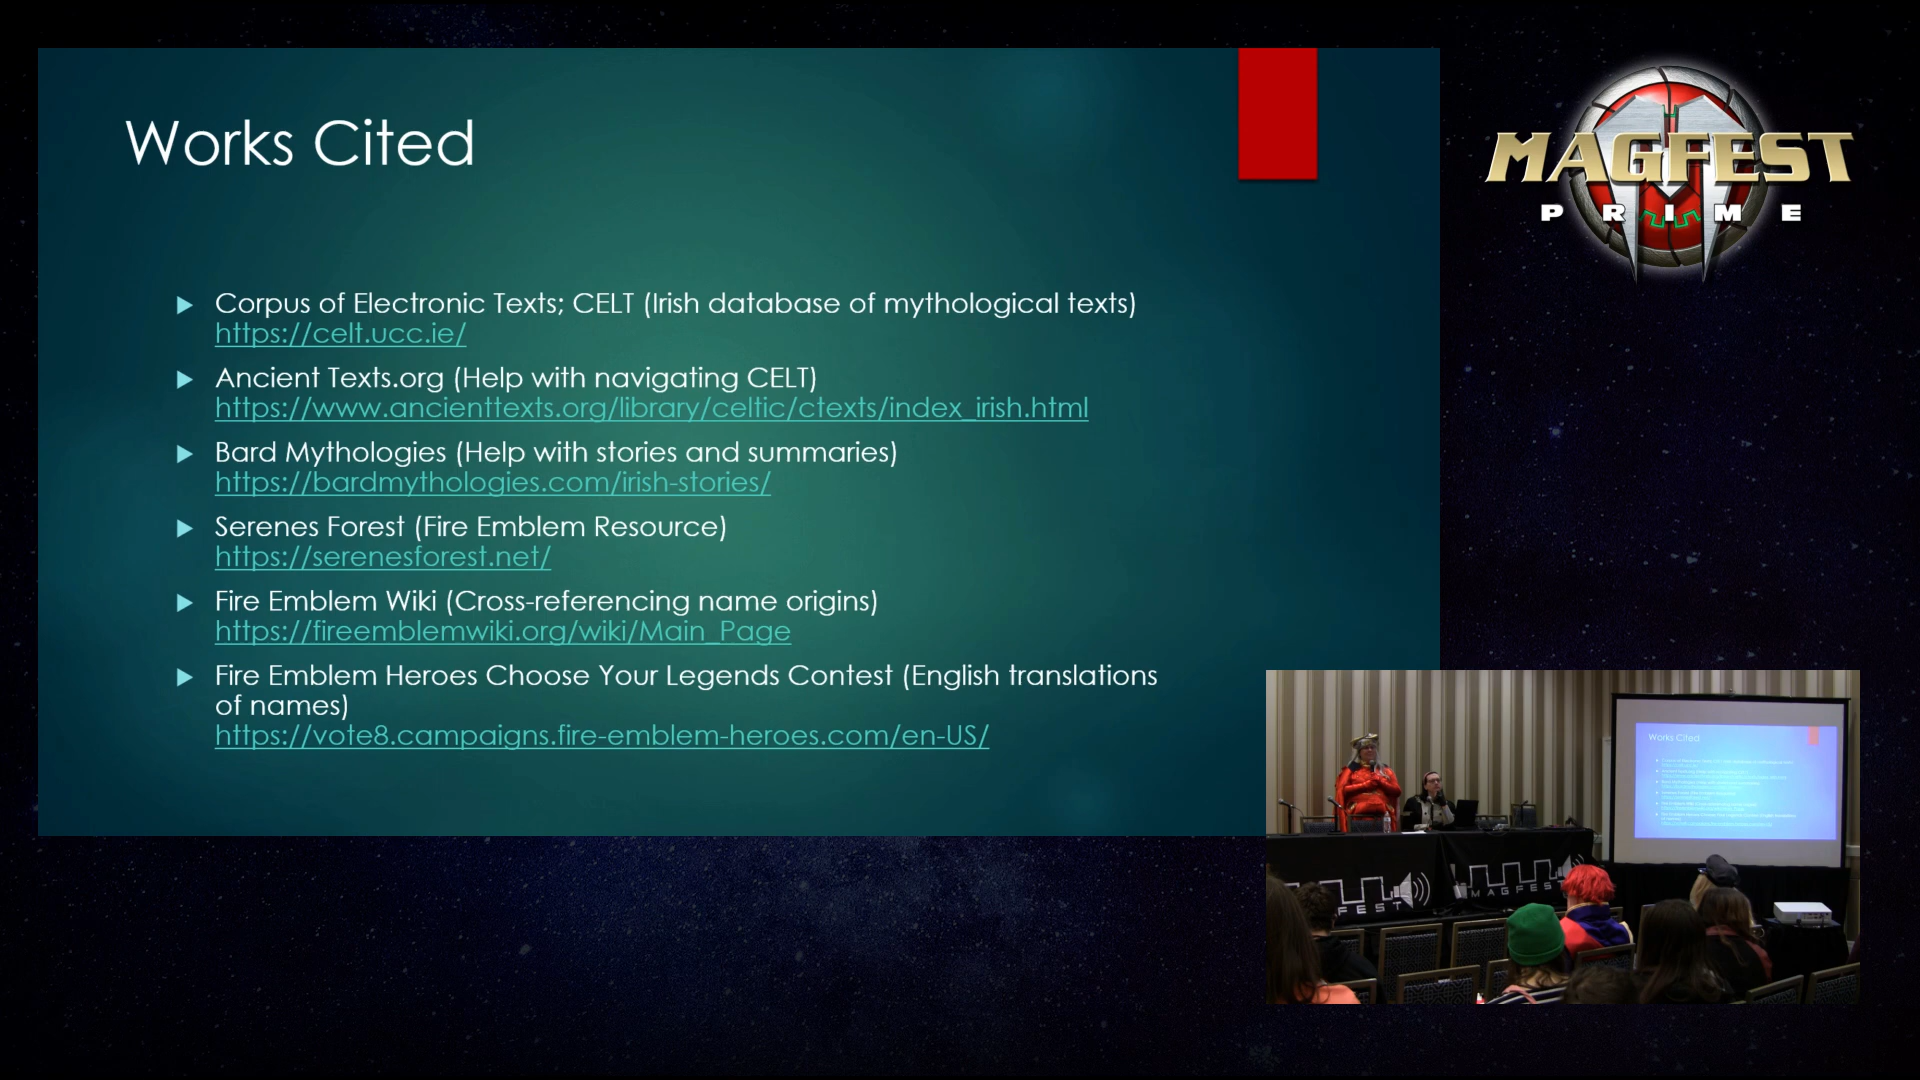 Works Cited
Corpus of Electronic Texts; CELT (Irish database of mythological texts)
https://celt.ucc.ie/
Ancient Texts.org (Help with navigating CELT)
https://www.ancienttexts.org/library/celtic/ctexts/index_irish.html
Bard Mythologies (Help with stories and summaries)
https://bardmythologies.com/irish-stories/
Serenes Forest (Fire Emblem Resource)
https://serenesforest.net/
Fire Emblem Wiki (Cross-referencing name origins)
https://fireemblemwiki.org/wiki/Main_Page
Fire Emblem Heroes Choose Your Legends Contest (English translations
of names)
https://vote8.campaigns.fire-emblem-heroes.com/en-US/
MAGFEST
PRIME
Works Cited
FEST
MAGFEST